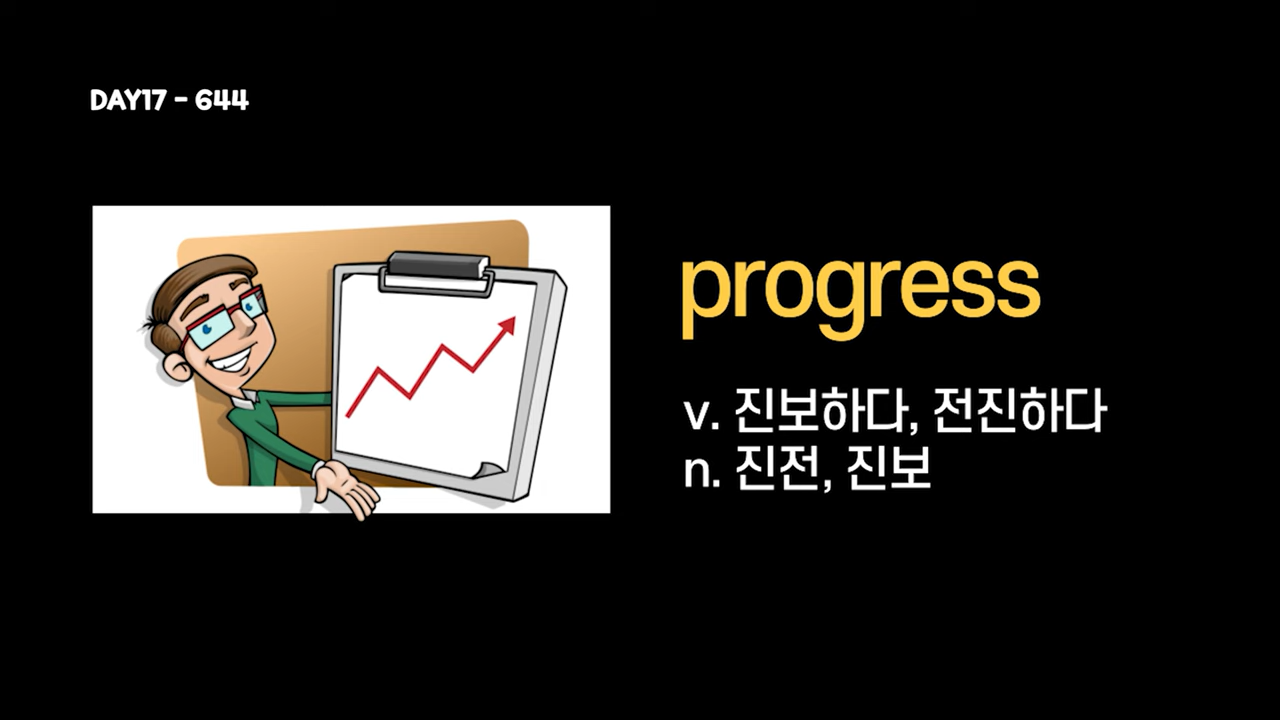 DAY17 - 644
progress
v. 진보하다, 전진하다
n. 진전, 진보